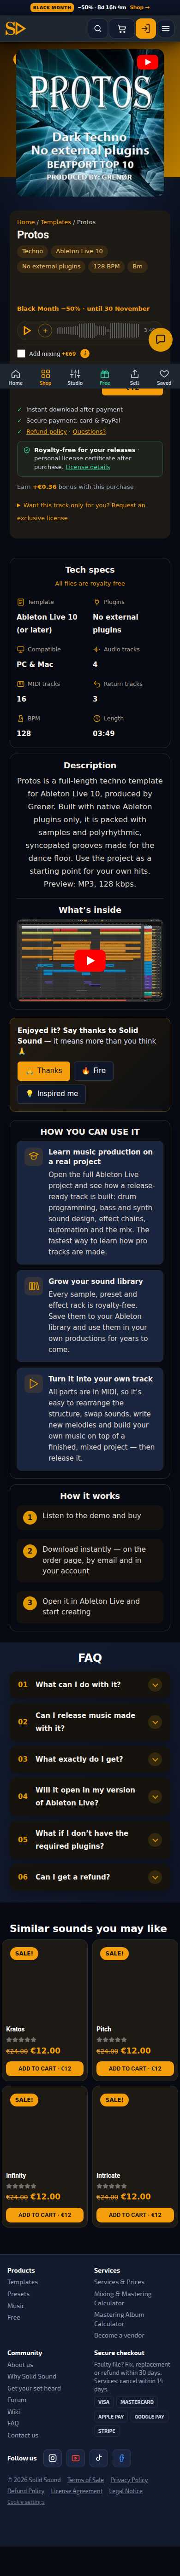 BLACK MONTH −50% · 8d 16h 4m Shop →
PROTOS
Dark Techno
No external plugins
BEATPORT TOP 10
PRODUCED BY GRENØR
Home / Templates / Protos
Protos
Techno
Ableton Live 10
No external plugins
128 BPM
Bm
Black Month −50% · until 30 November
Add mixing +€69
Home
Shop
Studio
Free
Sell
Saved
✓ Instant download after payment
✓ Secure payment: card & PayPal
✓ Refund policy · Questions?
Royalty-free for your releases ·
personal license certificate after
purchase. License details
Earn +€0.36 bonus with this purchase
▸ Want this track only for you? Request an
exclusive license
Tech specs
All files are royalty-free
Template
Ableton Live 10
(or later)
Plugins
No external
plugins
Compatible
PC & Mac
Audio tracks
4
MIDI tracks
16
Return tracks
3
BPM
128
Length
03:49
Description
Protos is a full-length techno template
for Ableton Live 10, produced by
Grenør. Built with native Ableton
plugins only, it is packed with
samples and polyrhythmic,
syncopated grooves made for the
dance floor. Use the project as a
starting point for your own hits.
Preview: MP3, 128 kbps.
What's inside
Enjoyed it? Say thanks to Solid
Sound — it means more than you think
🙏
🙏 Thanks
🔥 Fire
💡 Inspired me
HOW YOU CAN USE IT
Learn music production on
a real project
Open the full Ableton Live
project and see how a release-
ready track is built: drum
programming, bass and synth
sound design, effect chains,
automation and the mix. The
fastest way to learn how pro
tracks are made.
Grow your sound library
Every sample, preset and
effect rack is royalty-free.
Save them to your Ableton
library and use them in your
own productions for years to
come.
Turn it into your own track
All parts are in MIDI, so it's
easy to rearrange the
structure, swap sounds, write
new melodies and build your
own music on top of a
finished, mixed project — then
release it.
How it works
1 Listen to the demo and buy
2 Download instantly — on the
order page, by email and in
your account
3 Open it in Ableton Live and
start creating
FAQ
01 What can I do with it?
02 Can I release music made
with it?
03 What exactly do I get?
04 Will it open in my version
of Ableton Live?
05 What if I don't have the
required plugins?
06 Can I get a refund?
Similar sounds you may like
SALE!
Kratos
€24.00 €12.00
ADD TO CART · €12
SALE!
Pitch
€24.00 €12.00
ADD TO CART · €12
SALE!
Infinity
€24.00 €12.00
ADD TO CART · €12
SALE!
Intricate
€24.00 €12.00
ADD TO CART · €12
Products
Templates
Presets
Music
Free
Services
Services & Prices
Mixing & Mastering
Calculator
Mastering Album
Calculator
Become a vendor
Community
About us
Why Solid Sound
Get your set heard
Forum
Wiki
FAQ
Contact us
Secure checkout
Faulty file? Fix, replacement
or refund within 30 days.
Services: cancel within 14
days.
VISA
MASTERCARD
APPLE PAY
GOOGLE PAY
STRIPE
Follow us
© 2026 Solid Sound Terms of Sale Privacy Policy
Refund Policy License Agreement Legal Notice
Cookie settings